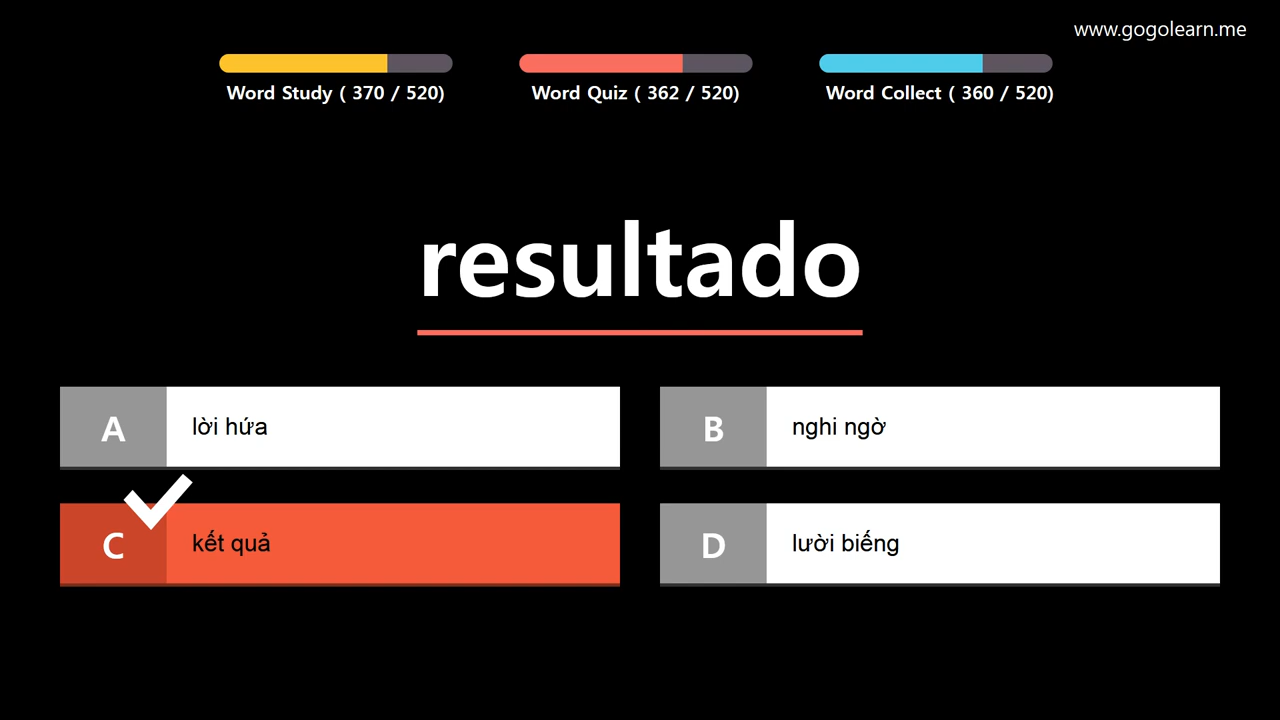 www.gogolearn.me
Word Study ( 370 / 520)
Word Quiz ( 362 / 520)
Word Collect ( 360 / 520)
resultado
A lời hứa
B nghi ngờ
C kết quả
D lười biếng